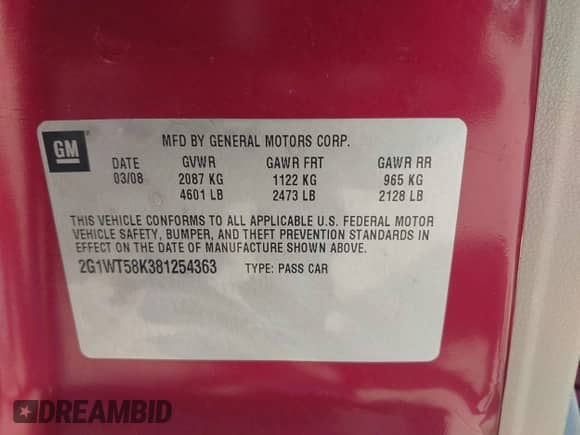 GM
MFD BY GENERAL MOTORS CORP.
DATE GVWR GAWR FRT GAWR RR
03/08 2087 KG 1122 KG 965 KG
4601 LB 2473 LB 2128 LB
THIS VEHICLE CONFORMS TO ALL APPLICABLE U.S. FEDERAL MOTOR
VEHICLE SAFETY, BUMPER, AND THEFT PREVENTION STANDARDS IN
EFFECT ON THE DATE OF MANUFACTURE SHOWN ABOVE.
2G1WT58K381254363 TYPE: PASS CAR
DREAMBID